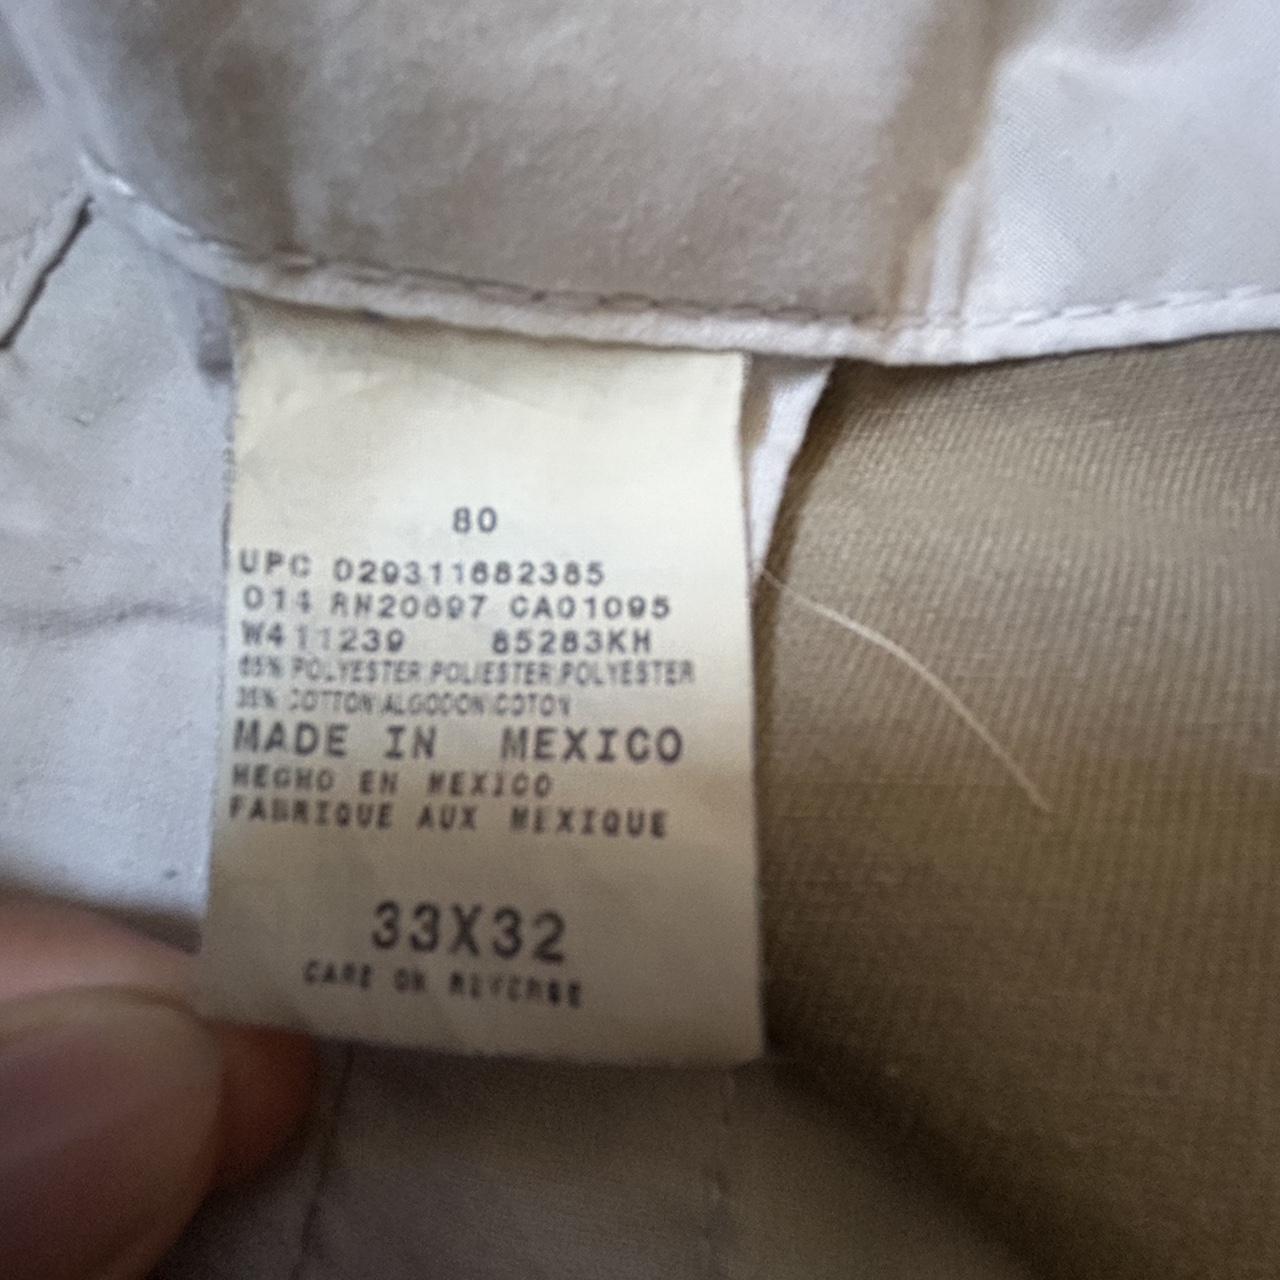 80
UPC 029311682385
014 RN20697 CA01095
W411239 85283KH
65% POLYESTER\POLIESTER\POLYESTER
35% COTTON\ALGODON\COTON
MADE IN MEXICO
HECHO EN MEXICO
FABRIQUE AUX MEXIQUE
33X32
CARE ON REVERSE